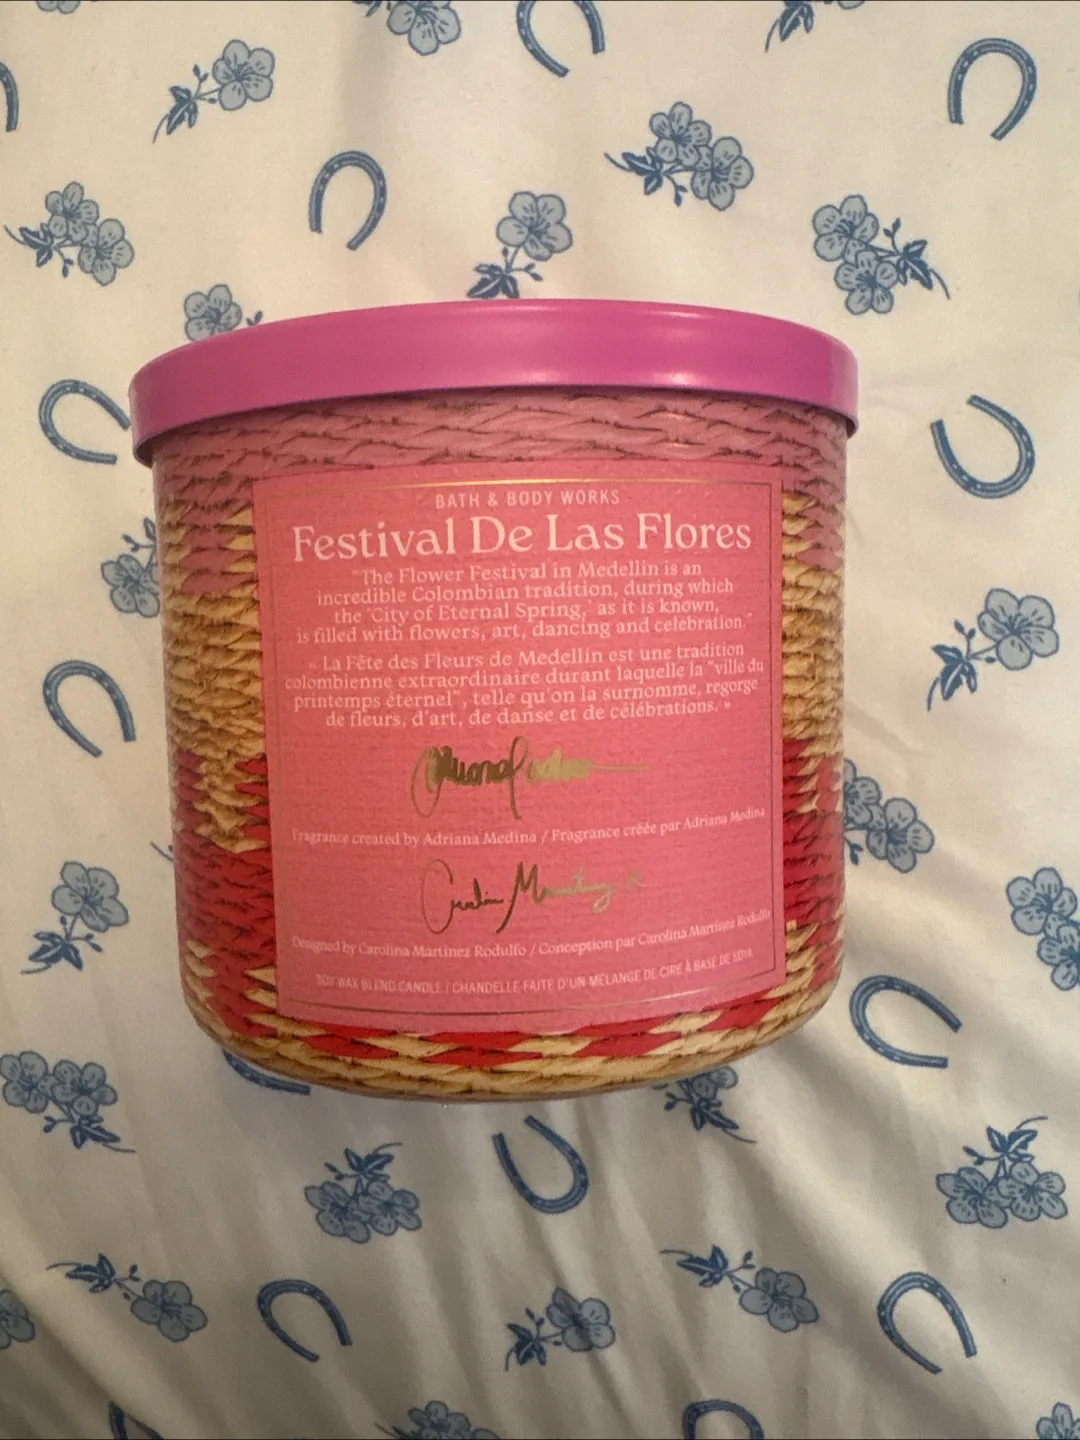 BATH & BODY WORKS
Festival De Las Flores
"The Flower Festival in Medellín is an
incredible Colombian tradition, during which
the 'City of Eternal Spring,' as it is known,
is filled with flowers, art, dancing and celebration."
« La Fête des Fleurs de Medellín est une tradition
colombienne extraordinaire durant laquelle la "ville du
printemps éternel", telle qu'on la surnomme, regorge
de fleurs, d'art, de danse et de célébrations. »
Fragrance created by Adriana Medina / Fragrance créée par Adriana Medina
Designed by Carolina Martinez Rodulfo / Conception par Carolina Martinez Rodulfo
SOY WAX BLEND CANDLE / CHANDELLE FAITE D'UN MÉLANGE DE CIRE À BASE DE SOYA